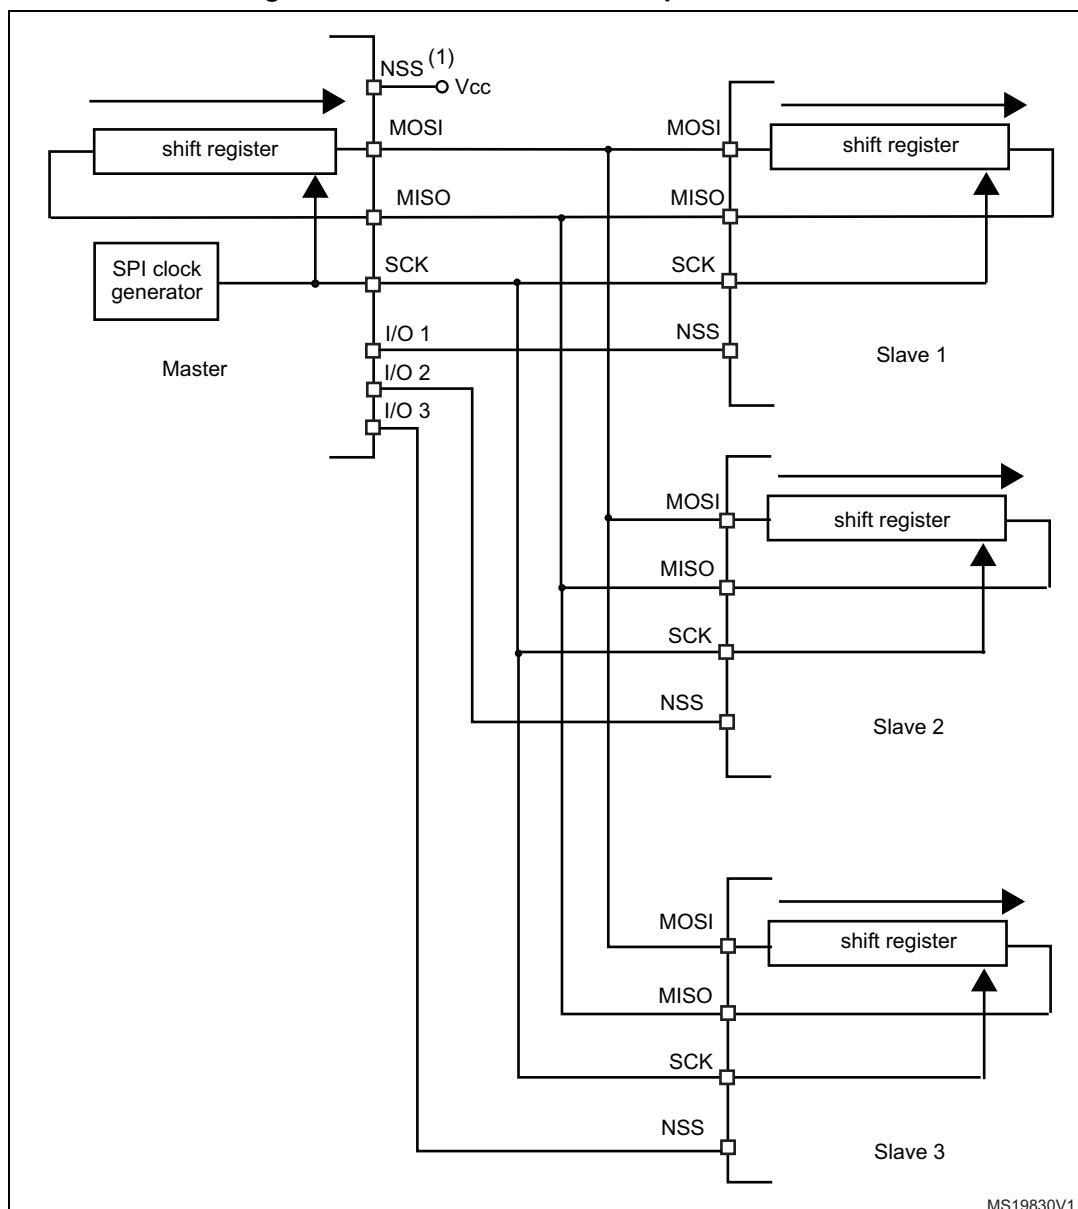 NSS (1)
Vcc
MOSI
shift register
MISO
SCK
SPI clock
generator
I/O 1
I/O 2
I/O 3
Master
MOSI
shift register
MISO
SCK
NSS
Slave 1
MOSI
shift register
MISO
SCK
NSS
Slave 2
MOSI
shift register
MISO
SCK
NSS
Slave 3
MS19830V1